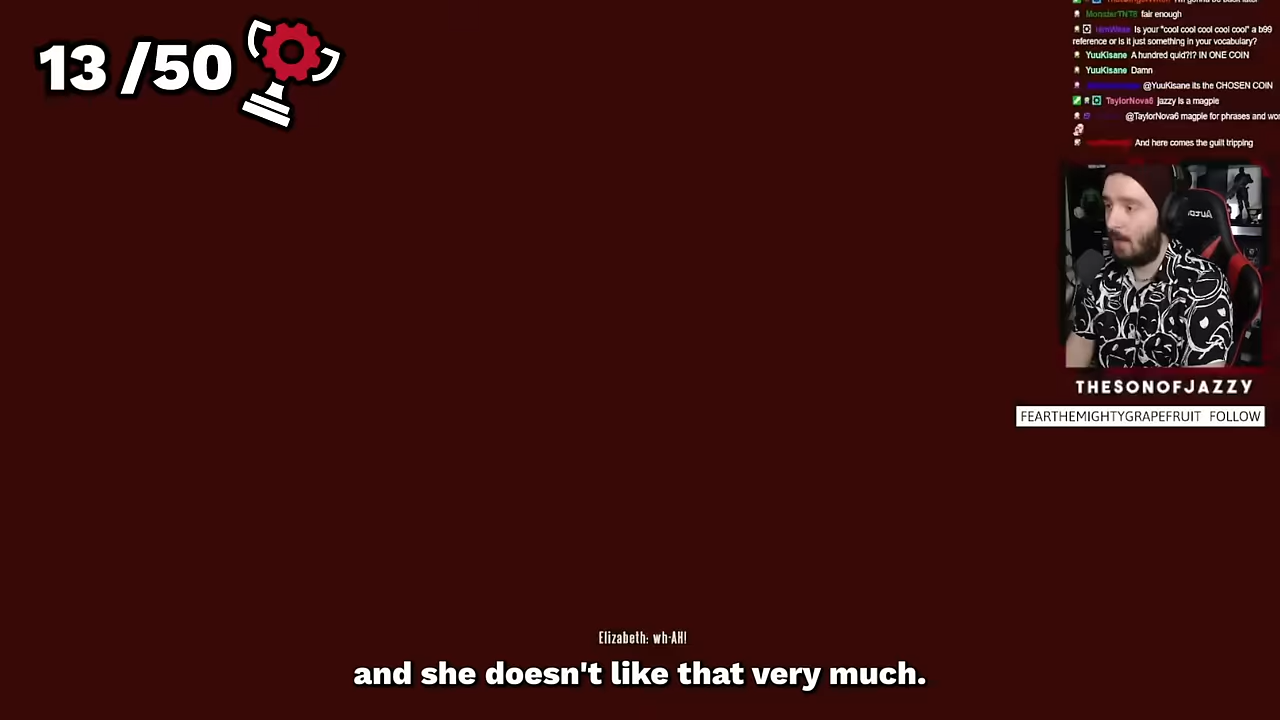 13 /50
MonsterTNT8 fair enough
Is your "cool cool cool cool cool" a b99
reference or is it just something in your vocabulary?
YuuKisane A hundred quid?!? IN ONE COIN
YuuKisane Damn
@YuuKisane its the CHOSEN COIN
TaylorNova6 jazzy is a magpie
@TaylorNova6 magpie for phrases and
And here comes the guilt tripping
THESONOFJAZZY
FEARTHEMIGHTYGRAPEFRUIT FOLLOW
Elizabeth: wh-AH!
and she doesn't like that very much.